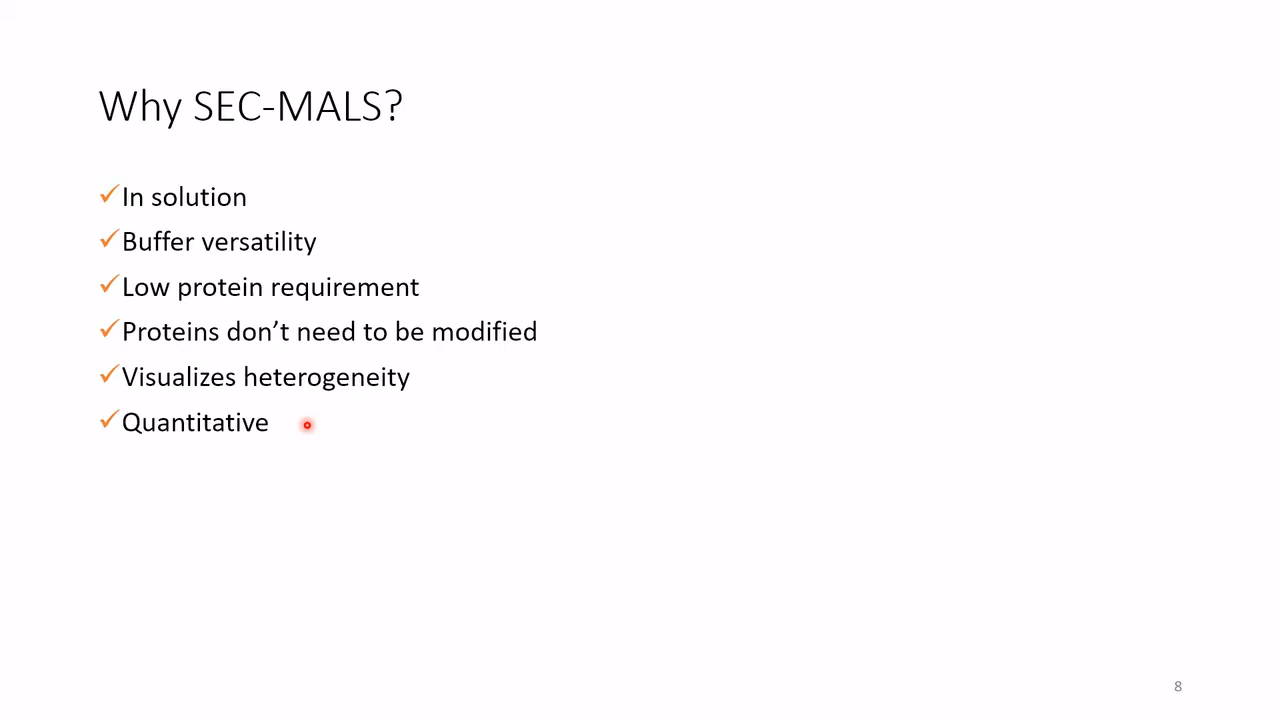 Why SEC-MALS?
✓In solution
✓Buffer versatility
✓Low protein requirement
✓Proteins don’t need to be modified
✓Visualizes heterogeneity
✓Quantitative
8